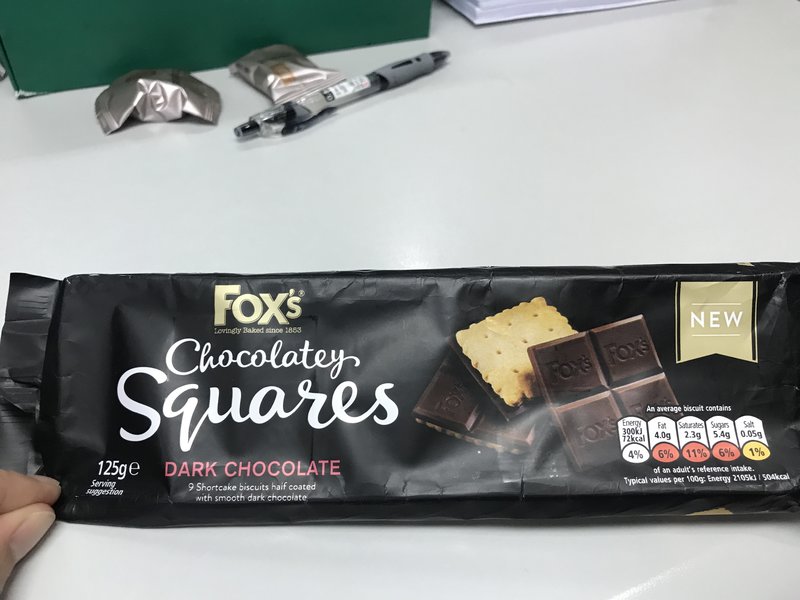 FOX'S®
Lovingly Baked since 1853
Chocolatey
Squares
125g e
DARK CHOCOLATE
Serving
suggestion
9 Shortcake biscuits half coated
with smooth dark chocolate
FOX'S FOX'S
FOX'S
NEW
An average biscuit contains
Energy 300kJ 72kcal 4%
Fat 4.0g 6%
Saturates 2.3g 11%
Sugars 5.4g 6%
Salt 0.05g 1%
of an adult's reference intake.
Typical values per 100g: Energy 2105kJ / 504kcal